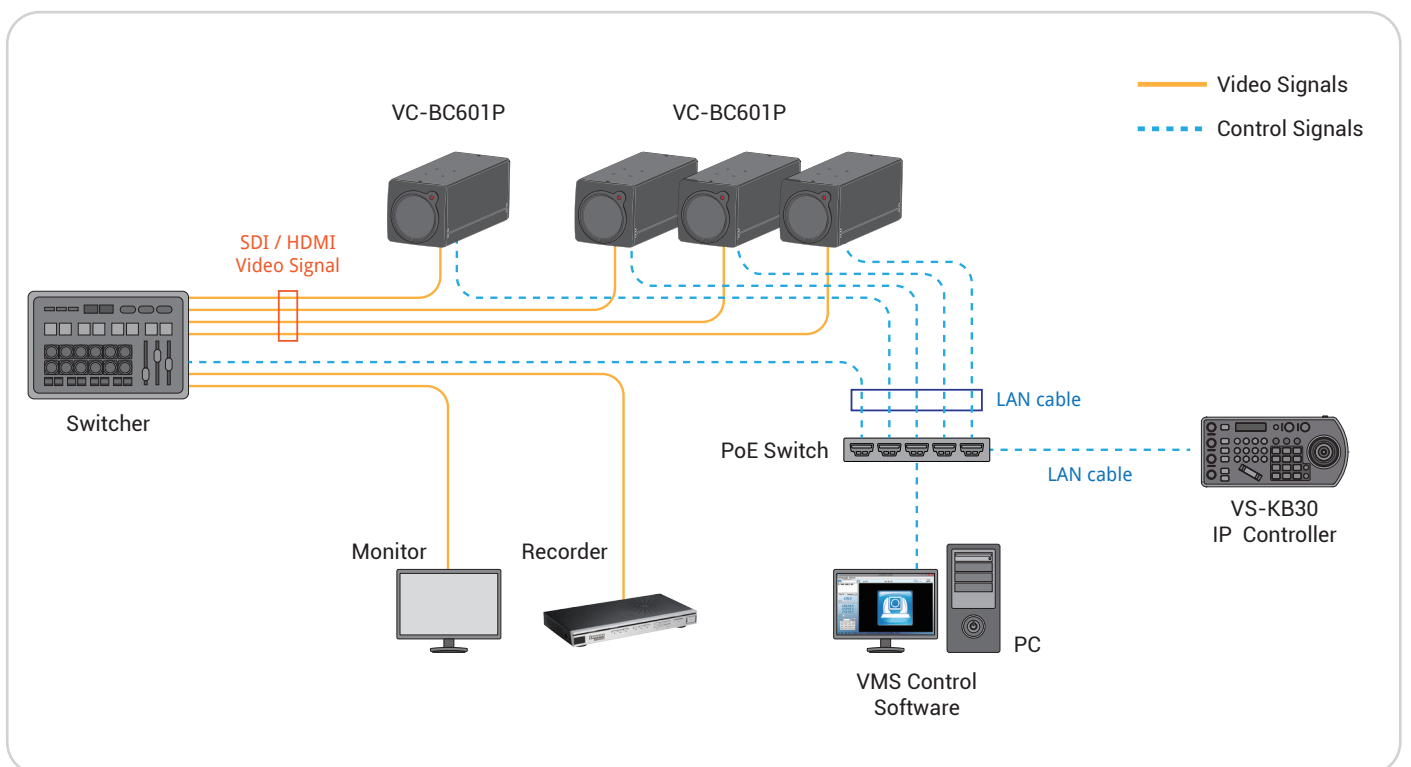 Video Signals
Control Signals
VC-BC601P
VC-BC601P
SDI / HDMI
Video Signal
Switcher
LAN cable
PoE Switch
LAN cable
VS-KB30
IP Controller
Monitor
Recorder
PC
VMS Control
Software